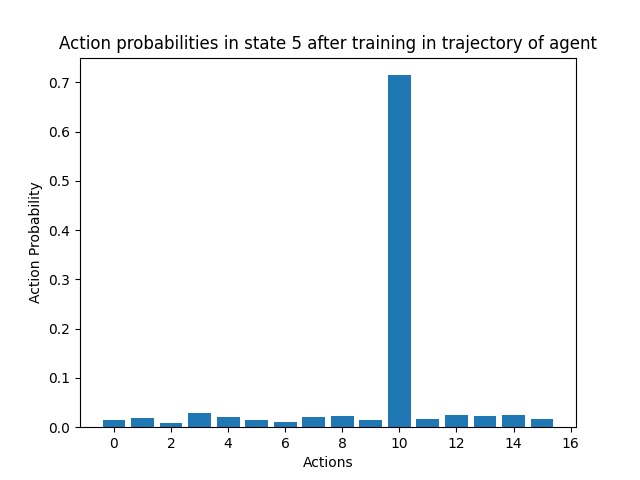 Action probabilities in state 5 after training in trajectory of agent
Action Probability
0.7
0.6
0.5
0.4
0.3
0.2
0.1
0.0
0 2 4 6 8 10 12 14 16
Actions